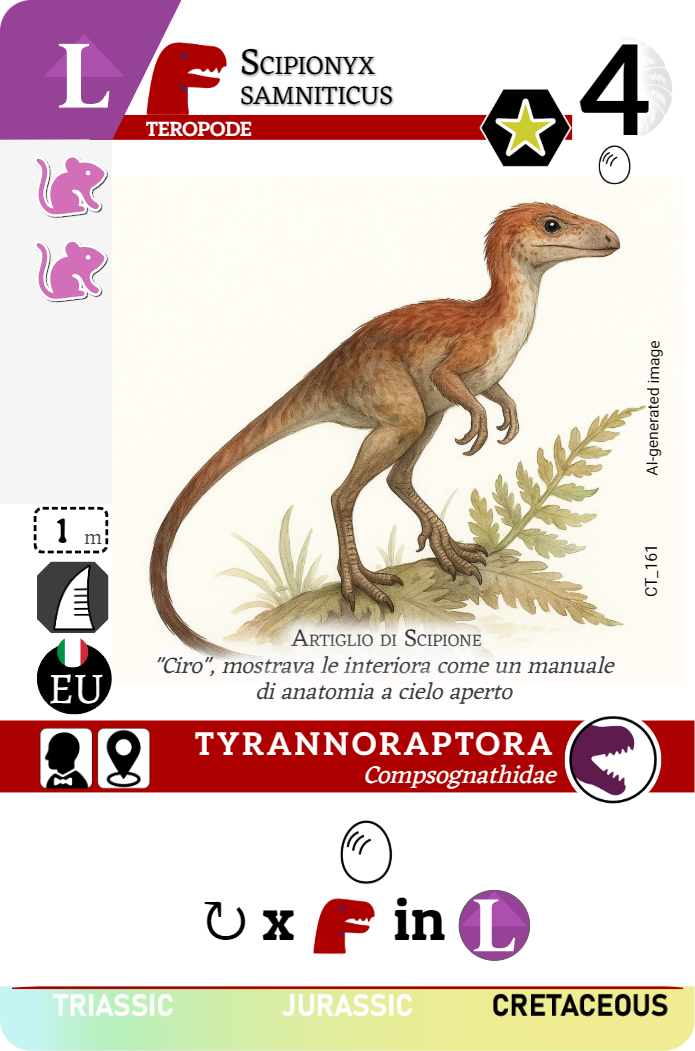 L
Scipionyx
samniticus
TEROPODE
4
1 m
EU
AI-generated image
CT_161
Artiglio di Scipione
"Ciro", mostrava le interiora come un manuale
di anatomia a cielo aperto
TYRANNORAPTORA
Compsognathidae
x in L
TRIASSIC JURASSIC CRETACEOUS